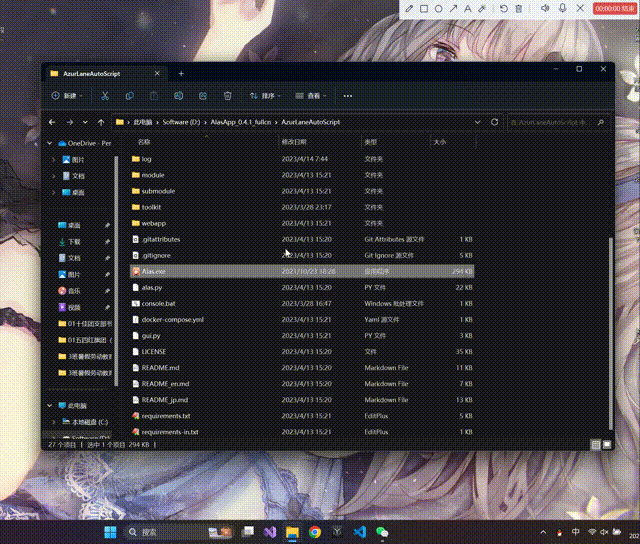 00:00:00 结束
AzurLaneAutoScript
新建
排序
查看
此电脑 > Software (D:) > AlasApp_0.4.1_fullcn > AzurLaneAutoScript
在 AzurLaneAutoScript 中...
名称 修改日期 类型 大小
OneDrive - Per
图片
文档
桌面
桌面
下载
文档
图片
音乐
视频
01十佳团支部书
01五四红旗团（
3班暑假劳动教育
3班暑假劳动教育
此电脑
本地磁盘 (C:)
Software (D:)
log 2023/4/14 7:44 文件夹
module 2023/4/13 15:21 文件夹
submodule 2023/4/13 15:21 文件夹
toolkit 2023/3/28 23:17 文件夹
webapp 2023/4/13 15:21 文件夹
.gitattributes 2023/4/13 15:20 Git Attributes 源文件 1 KB
.gitignore 2023/4/13 15:20 Git Ignore 源文件 5 KB
Alas.exe 2021/10/23 18:26 应用程序 294 KB
alas.py 2023/4/13 15:20 PY 文件 22 KB
console.bat 2022/3/28 16:47 Windows 批处理文件 1 KB
docker-compose.yml 2023/4/13 15:21 Yaml 源文件 1 KB
gui.py 2023/4/13 15:21 PY 文件 3 KB
LICENSE 2023/4/13 15:20 文件 35 KB
README.md 2023/4/13 15:20 Markdown File 11 KB
README_en.md 2023/4/13 15:20 Markdown File 7 KB
README_jp.md 2023/4/13 15:20 Markdown File 13 KB
requirements.txt 2023/4/13 15:21 EditPlus 5 KB
requirements-in.txt 2023/4/13 15:21 EditPlus 1 KB
27 个项目 | 选中 1 个项目 294 KB
搜索
中
202